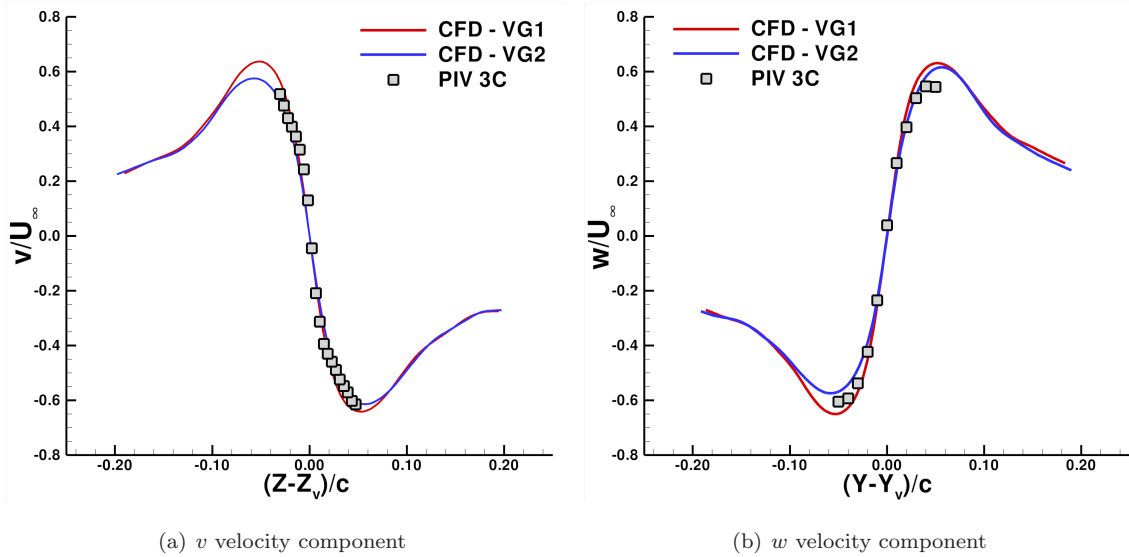 0.8
0.6
0.4
0.2
0.0
-0.2
-0.4
-0.6
-0.8
v/U∞
CFD - VG1
CFD - VG2
PIV 3C
-0.20 -0.10 0.00 0.10 0.20
(Z-Zv)/c
(a) v velocity component
0.8
0.6
0.4
0.2
0.0
-0.2
-0.4
-0.6
-0.8
w/U∞
CFD - VG1
CFD - VG2
PIV 3C
-0.20 -0.10 0.00 0.10 0.20
(Y-Yv)/c
(b) w velocity component